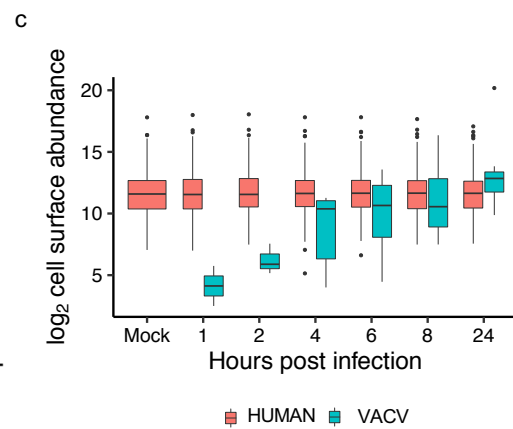 c
log2 cell surface abundance
20
15
10
5
Mock 1 2 4 6 8 24
Hours post infection
HUMAN VACV